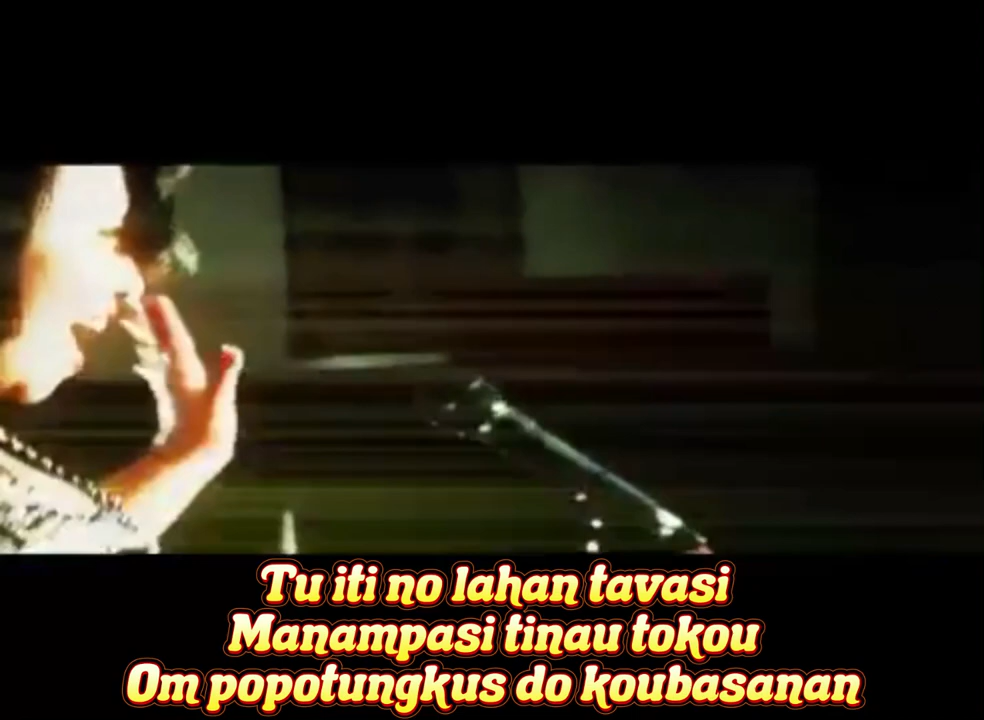 Tu iti no lahan tavasi
Manampasi tinau tokou
Om popotungkus do koubasanan